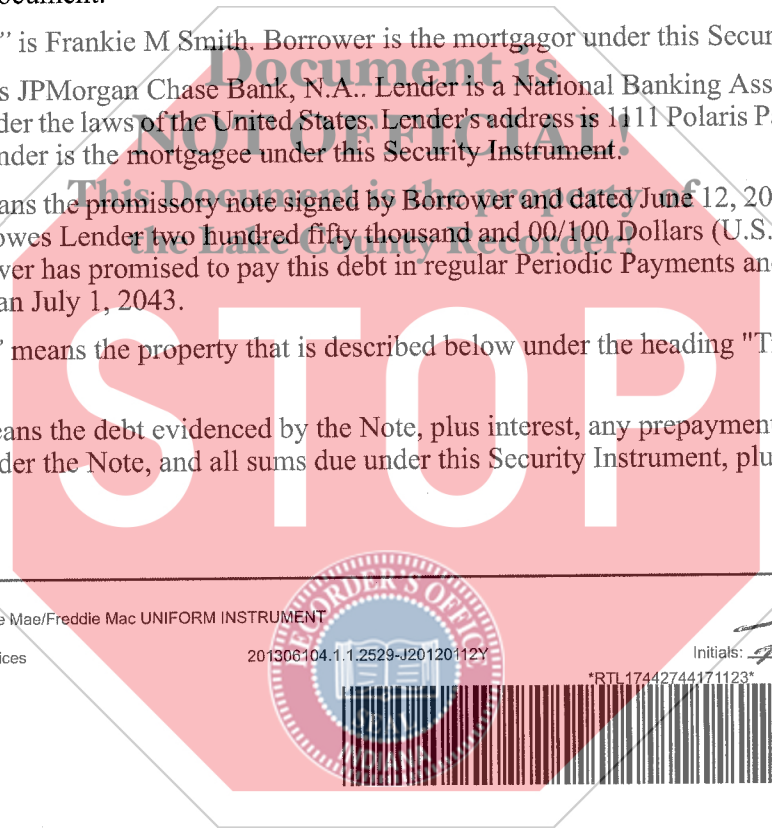 ocument.
” is Frankie M Smith. Borrower is the mortgagor under this Secur
s JPMorgan Chase Bank, N.A.. Lender is a National Banking Ass
der the laws of the United States. Lender's address is 1111 Polaris P
nder is the mortgagee under this Security Instrument.
ans the promissory note signed by Borrower and dated June 12, 20
owes Lender two hundred fifty thousand and 00/100 Dollars (U.S.
wer has promised to pay this debt in regular Periodic Payments an
an July 1, 2043.
” means the property that is described below under the heading "T
eans the debt evidenced by the Note, plus interest, any prepayment
der the Note, and all sums due under this Security Instrument, plu
Document is
NOT OFFICIAL!
This Document is the property of
the Lake County Recorder!
STOP
e Mae/Freddie Mac UNIFORM INSTRUMENT
ices
201306104.1.1.2529-J20120112Y
Initials:
*RTL17442744171123*
RECORDER'S OFFICE
SEAL
INDIANA